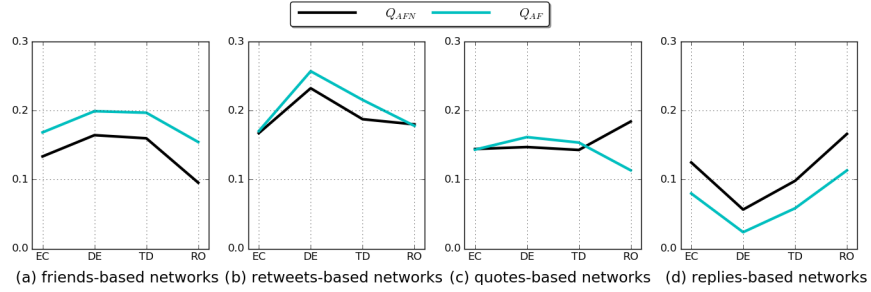 Q_AFN Q_AF
0.3 0.3 0.3 0.3
0.2 0.2 0.2 0.2
0.1 0.1 0.1 0.1
0.0 0.0 0.0 0.0
EC DE TD RO EC DE TD RO EC DE TD RO EC DE TD RO
(a) friends-based networks (b) retweets-based networks (c) quotes-based networks (d) replies-based networks